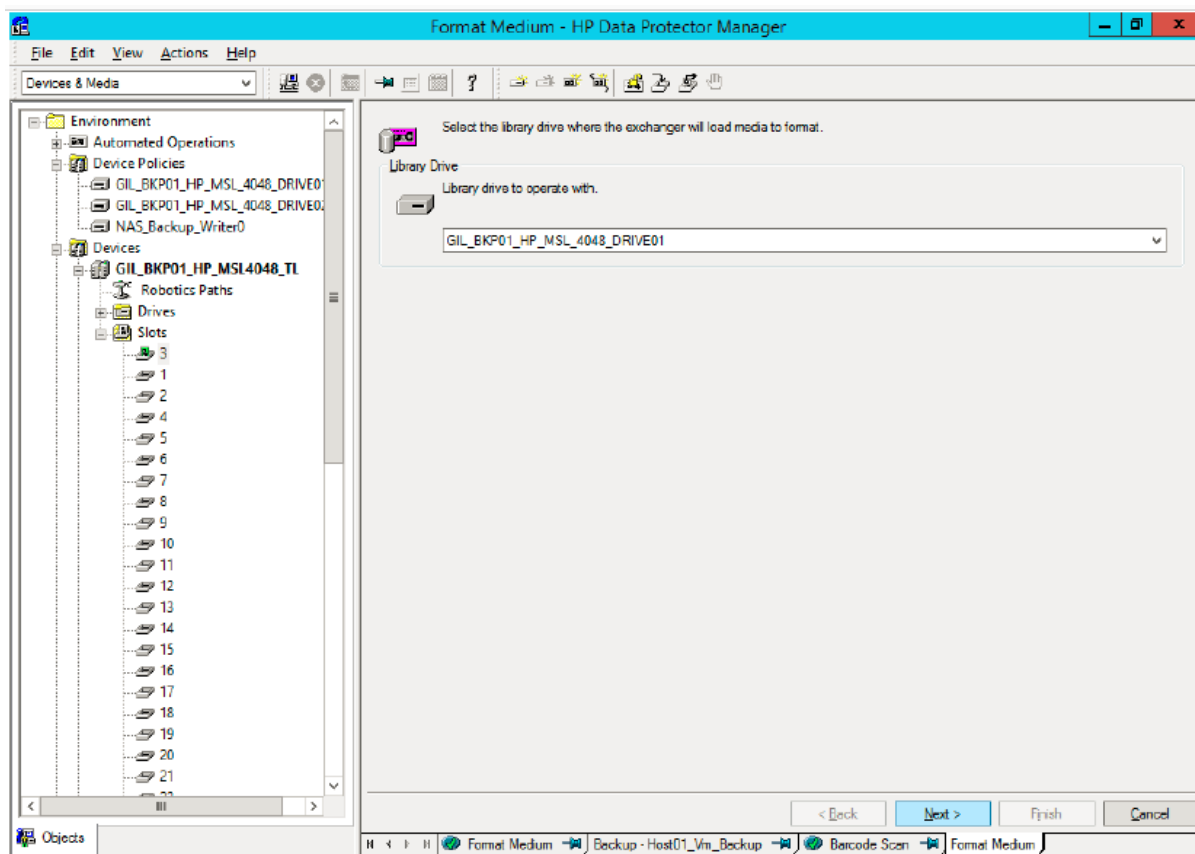 Format Medium - HP Data Protector Manager
File Edit View Actions Help
Devices & Media
Environment
Automated Operations
Device Policies
GIL_BKP01_HP_MSL_4048_DRIVE01
GIL_BKP01_HP_MSL_4048_DRIVE02
NAS_Backup_Writer0
Devices
GIL_BKP01_HP_MSL4048_TL
Robotics Paths
Drives
Slots
3
1
2
4
5
6
7
8
9
10
11
12
13
14
15
16
17
18
19
20
21
22
Objects
Select the library drive where the exchanger will load media to format.
Library Drive
Library drive to operate with.
GIL_BKP01_HP_MSL_4048_DRIVE01
< Back Next > Finish Cancel
Format Medium Backup - Host01_Vm_Backup Barcode Scan Format Medium